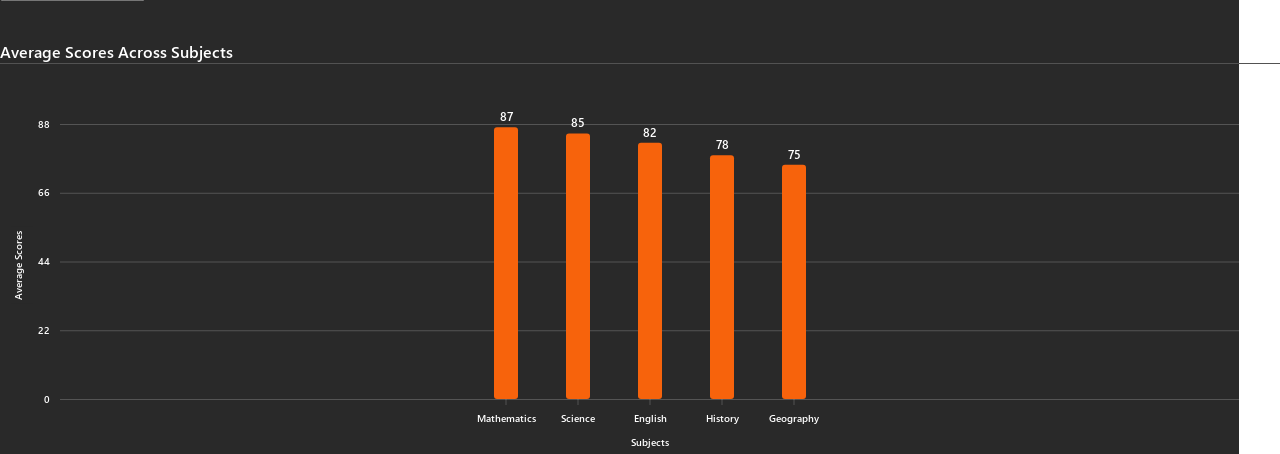 Average Scores Across Subjects
87
85
82
78
75
88
66
44
22
0
Average Scores
Mathematics Science English History Geography
Subjects